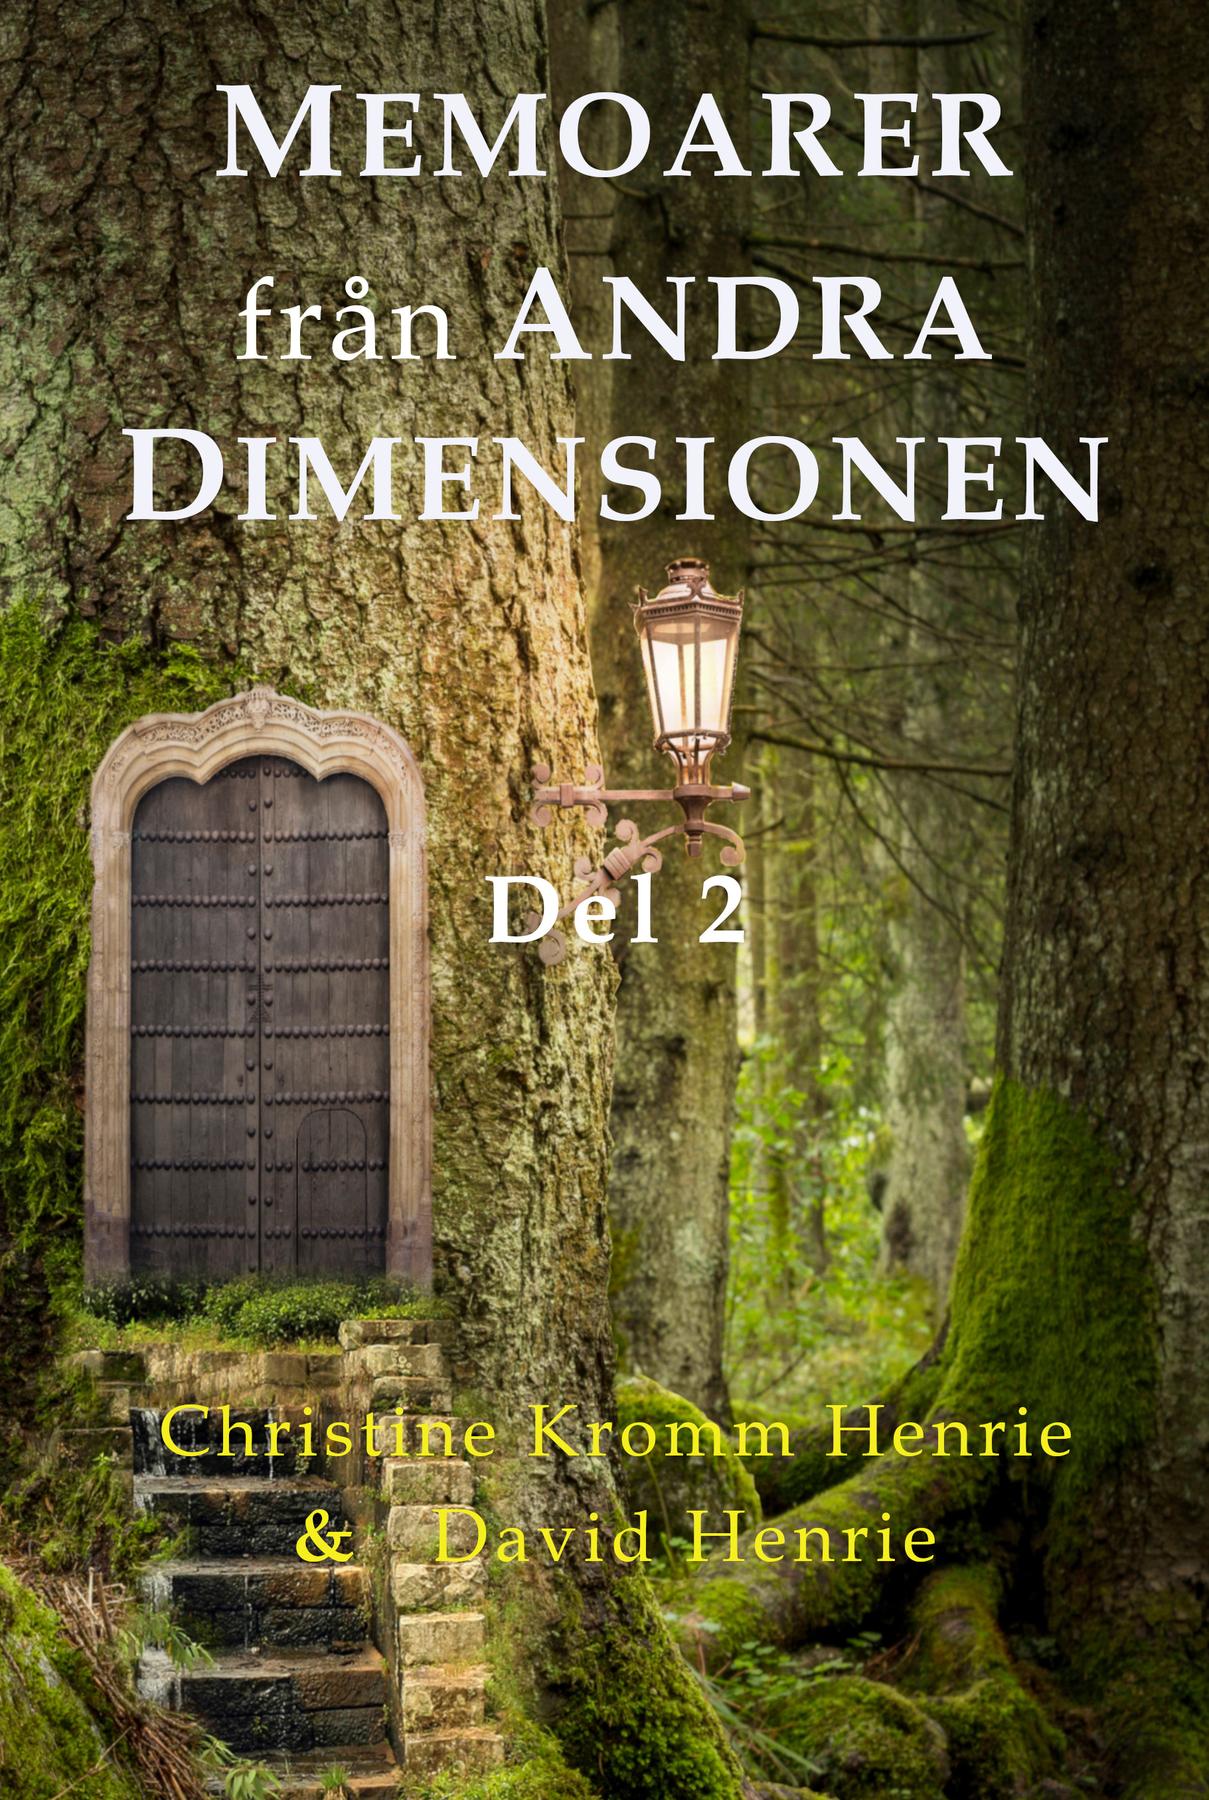 MEMOARER
från ANDRA
DIMENSIONEN
Del 2
Christine Kromm Henrie
& David Henrie